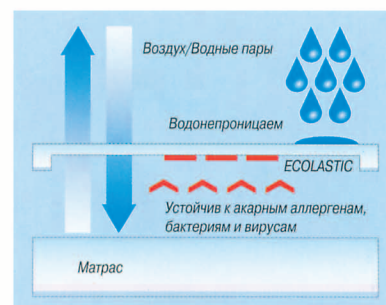 Воздух/Водные пары
Водонепроницаем
ECOLASTIC
Устойчив к акарным аллергенам,
бактериям и вирусам
Матрас